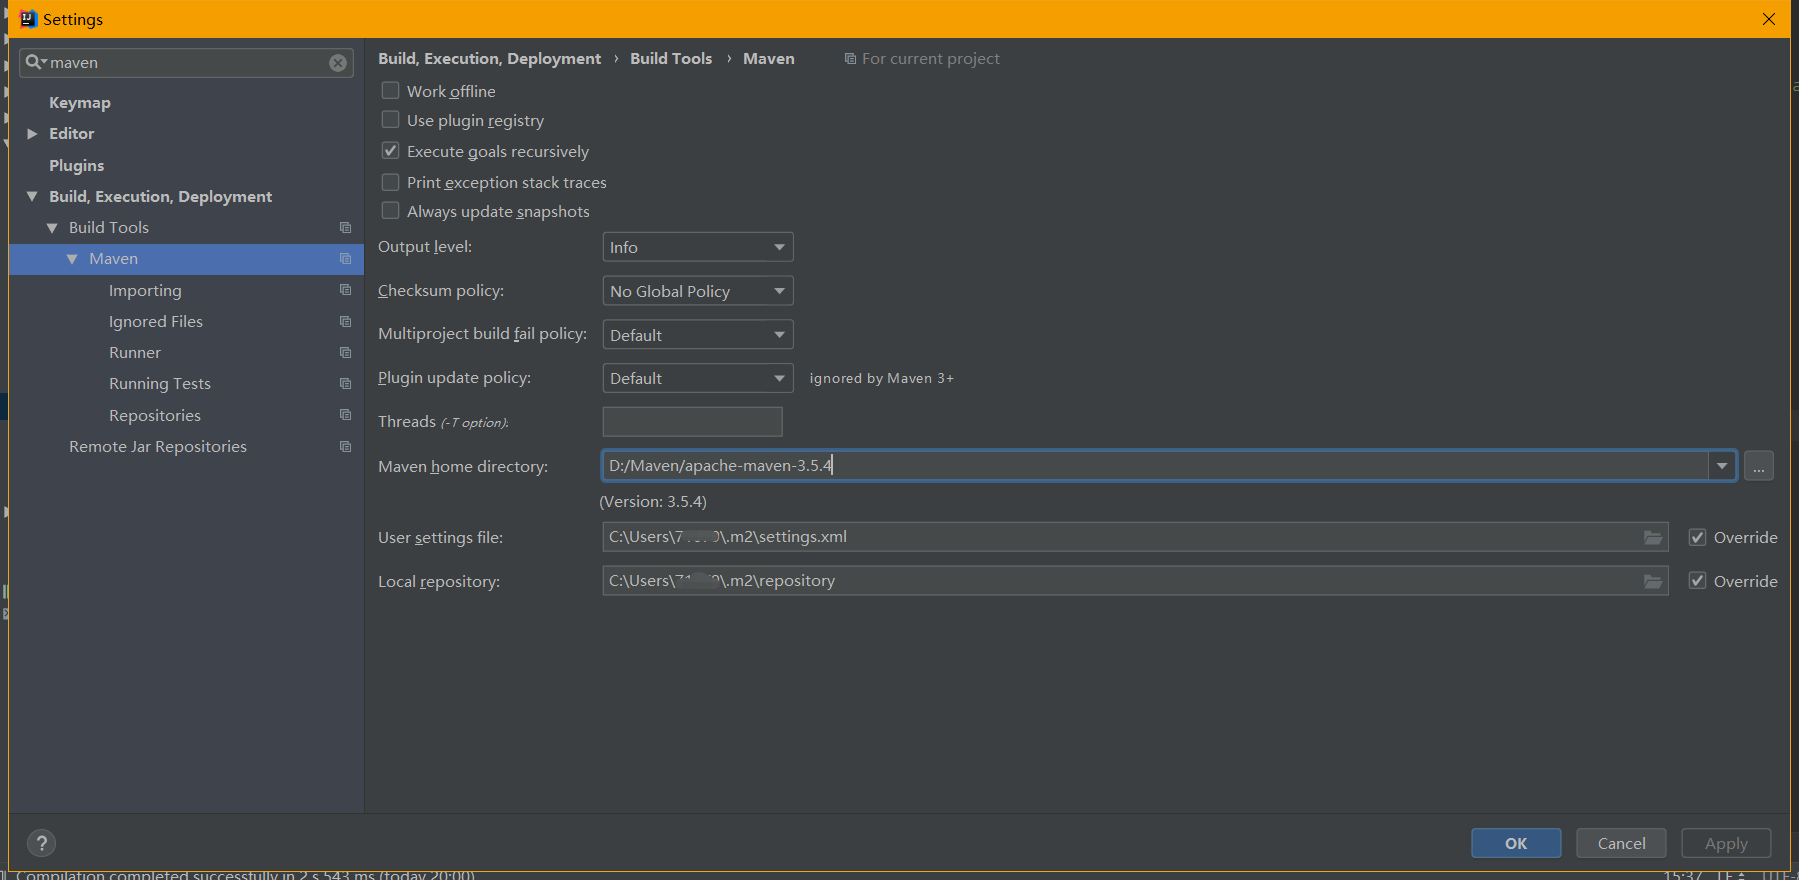 Settings
maven
Keymap
Editor
Plugins
Build, Execution, Deployment
Build Tools
Maven
Importing
Ignored Files
Runner
Running Tests
Repositories
Remote Jar Repositories
Build, Execution, Deployment › Build Tools › Maven For current project
Work offline
Use plugin registry
Execute goals recursively
Print exception stack traces
Always update snapshots
Output level: Info
Checksum policy: No Global Policy
Multiproject build fail policy: Default
Plugin update policy: Default ignored by Maven 3+
Threads (-T option):
Maven home directory: D:/Maven/apache-maven-3.5.4 ...
(Version: 3.5.4)
User settings file: C:\Users\ \.m2\settings.xml Override
Local repository: C:\Users\ \.m2\repository Override
? OK Cancel Apply
Compilation completed successfully in 2 s 543 ms (today 20:00) 15:37 LF